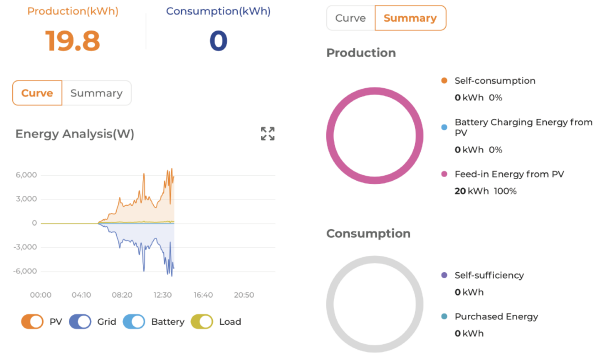 Production(kWh)
19.8
Consumption(kWh)
0
Curve
Summary
Energy Analysis(W)
6,000
3,000
0
-3,000
-6,000
00:00 04:10 08:20 12:30 16:40 20:50
PV Grid Battery Load
Curve
Summary
Production
Self-consumption
0 kWh 0%
Battery Charging Energy from
PV
0 kWh 0%
Feed-in Energy from PV
20 kWh 100%
Consumption
Self-sufficiency
0 kWh
Purchased Energy
0 kWh